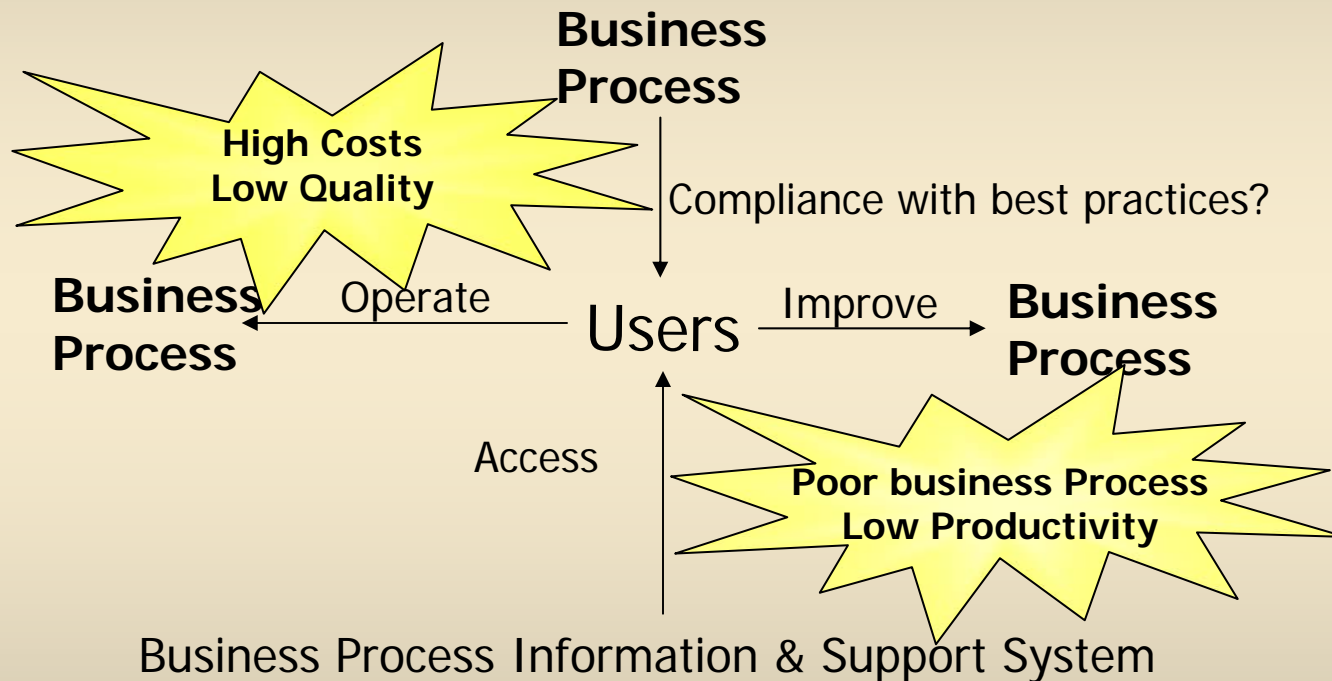 Business
Process
High Costs
Low Quality
Compliance with best practices?
Business
Process
Operate
Users
Improve
Business
Process
Access
Poor business Process
Low Productivity
Business Process Information & Support System